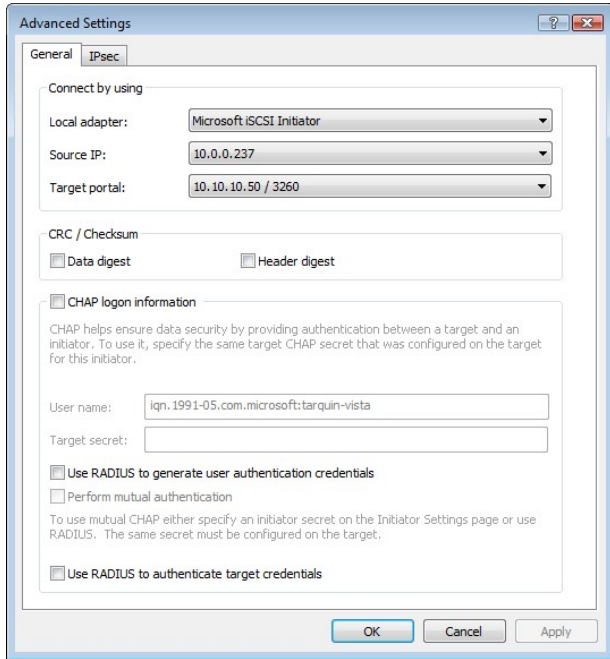 Advanced Settings
General
IPsec
Connect by using
Local adapter:
Microsoft iSCSI Initiator
Source IP:
10.0.0.237
Target portal:
10.10.10.50 / 3260
CRC / Checksum
Data digest
Header digest
CHAP logon information
CHAP helps ensure data security by providing authentication between a target and an
initiator. To use it, specify the same target CHAP secret that was configured on the target
for this initiator.
User name:
iqn.1991-05.com.microsoft:tarquin-vista
Target secret:
Use RADIUS to generate user authentication credentials
Perform mutual authentication
To use mutual CHAP either specify an initiator secret on the Initiator Settings page or use
RADIUS. The same secret must be configured on the target.
Use RADIUS to authenticate target credentials
OK
Cancel
Apply